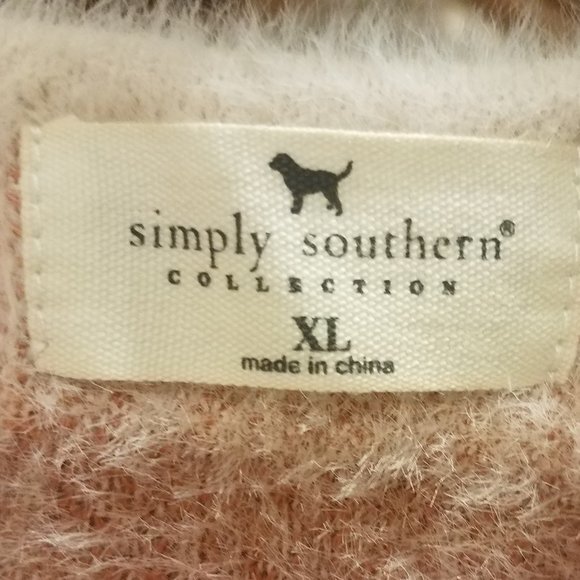 simply southern®
COLLECTION
XL
made in china